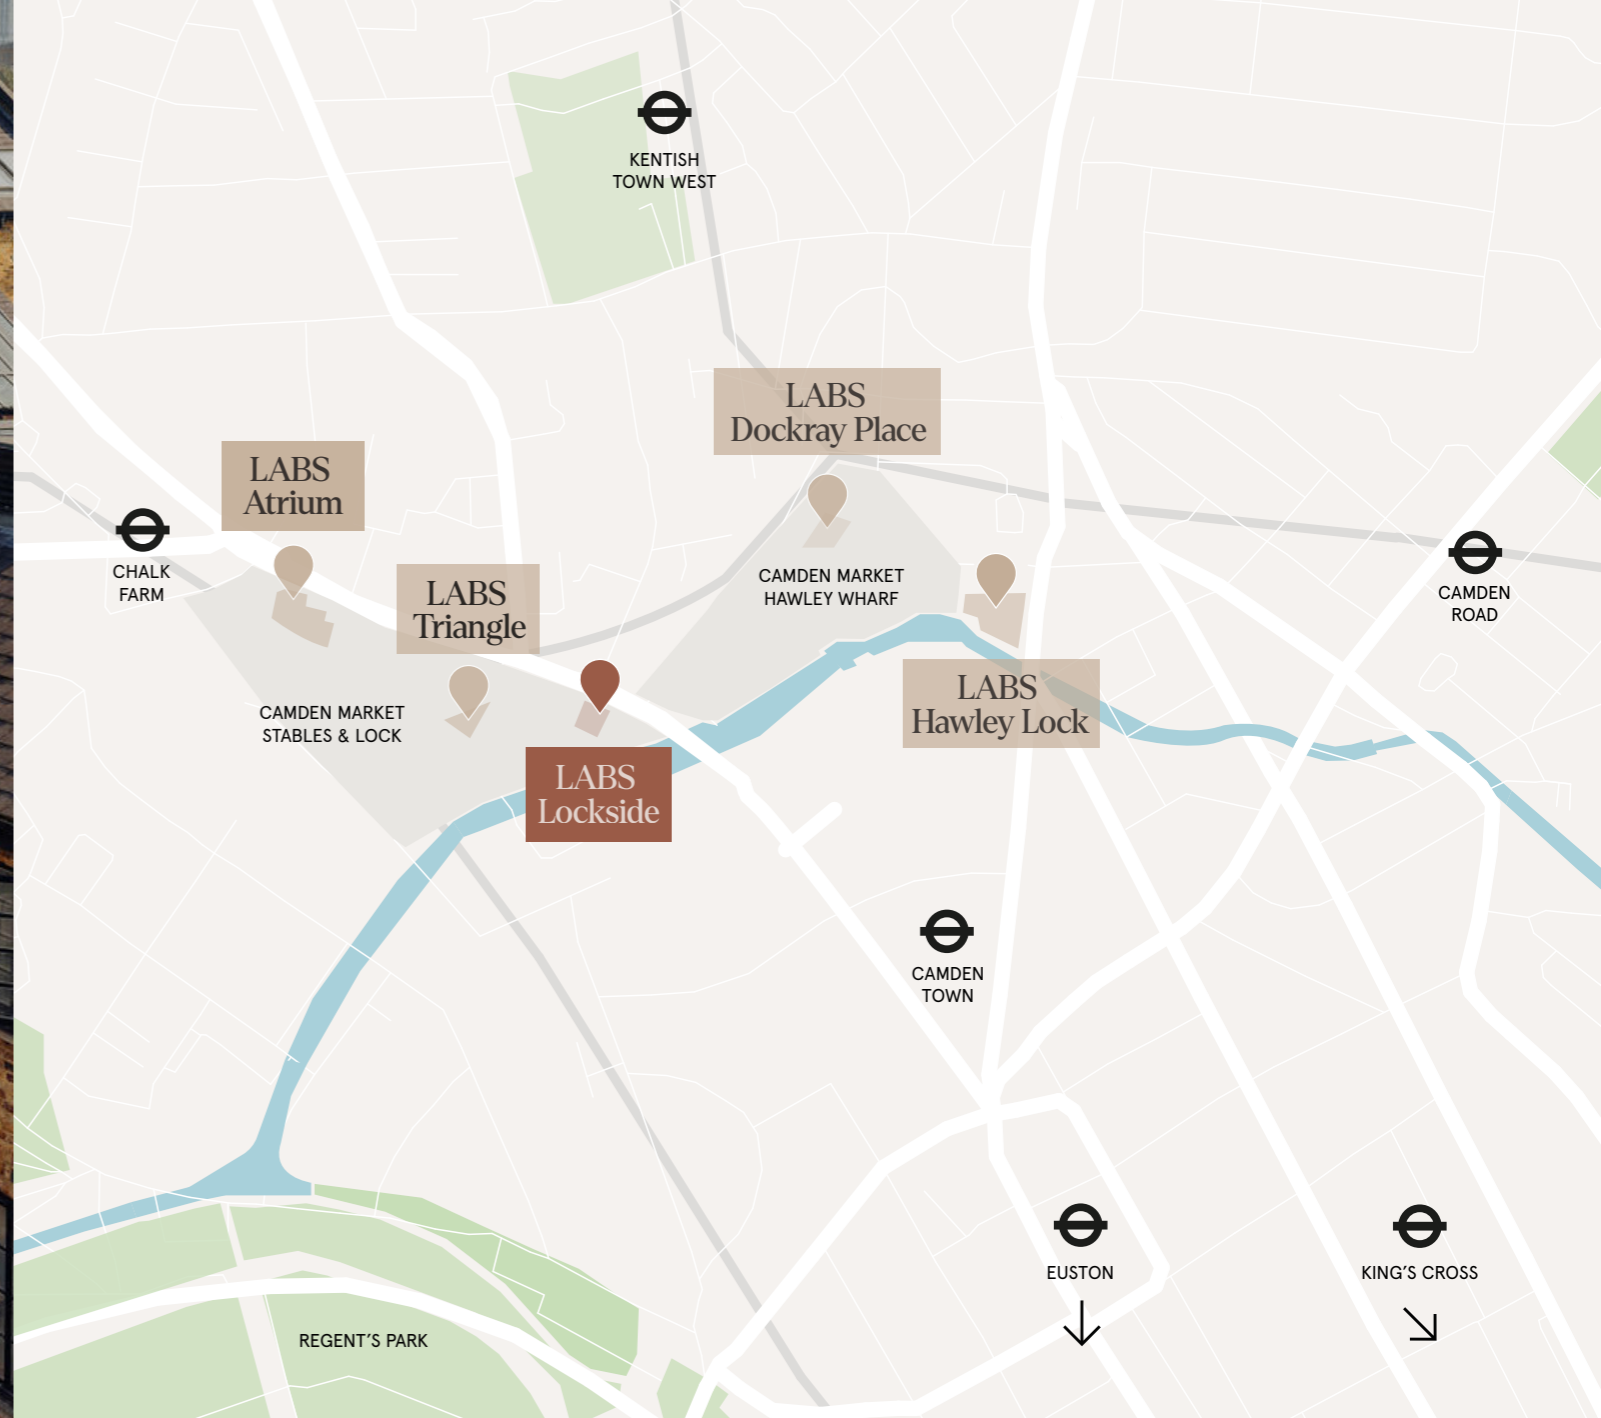 KENTISH
TOWN WEST
LABS
Dockray Place
LABS
Atrium
CHALK
FARM
LABS
Triangle
CAMDEN MARKET
HAWLEY WHARF
CAMDEN
ROAD
CAMDEN MARKET
STABLES & LOCK
LABS
Hawley Lock
LABS
Lockside
CAMDEN
TOWN
EUSTON
KING'S CROSS
REGENT'S PARK